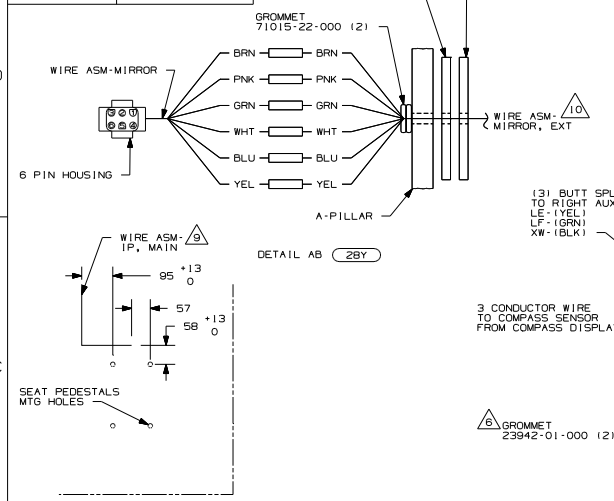 GROMMET
71015-22-000 (2)
BRN BRN
WIRE ASM-MIRROR
PNK PNK
GRN GRN
WIRE ASM-
MIRROR, EXT
10
WHT WHT
BLU BLU
6 PIN HOUSING
YEL YEL
A-PILLAR
(3) BUTT SPL
TO RIGHT AUX
LE-(YEL)
LF-(GRN)
XW-(BLK)
WIRE ASM-
IP, MAIN
9
DETAIL AB 28Y
95 +13
0
57
58 +13
0
3 CONDUCTOR WIRE
TO COMPASS SENSOR
FROM COMPASS DISPLA
SEAT PEDESTALS
MTG HOLES
6 GROMMET
23942-01-000 (2)